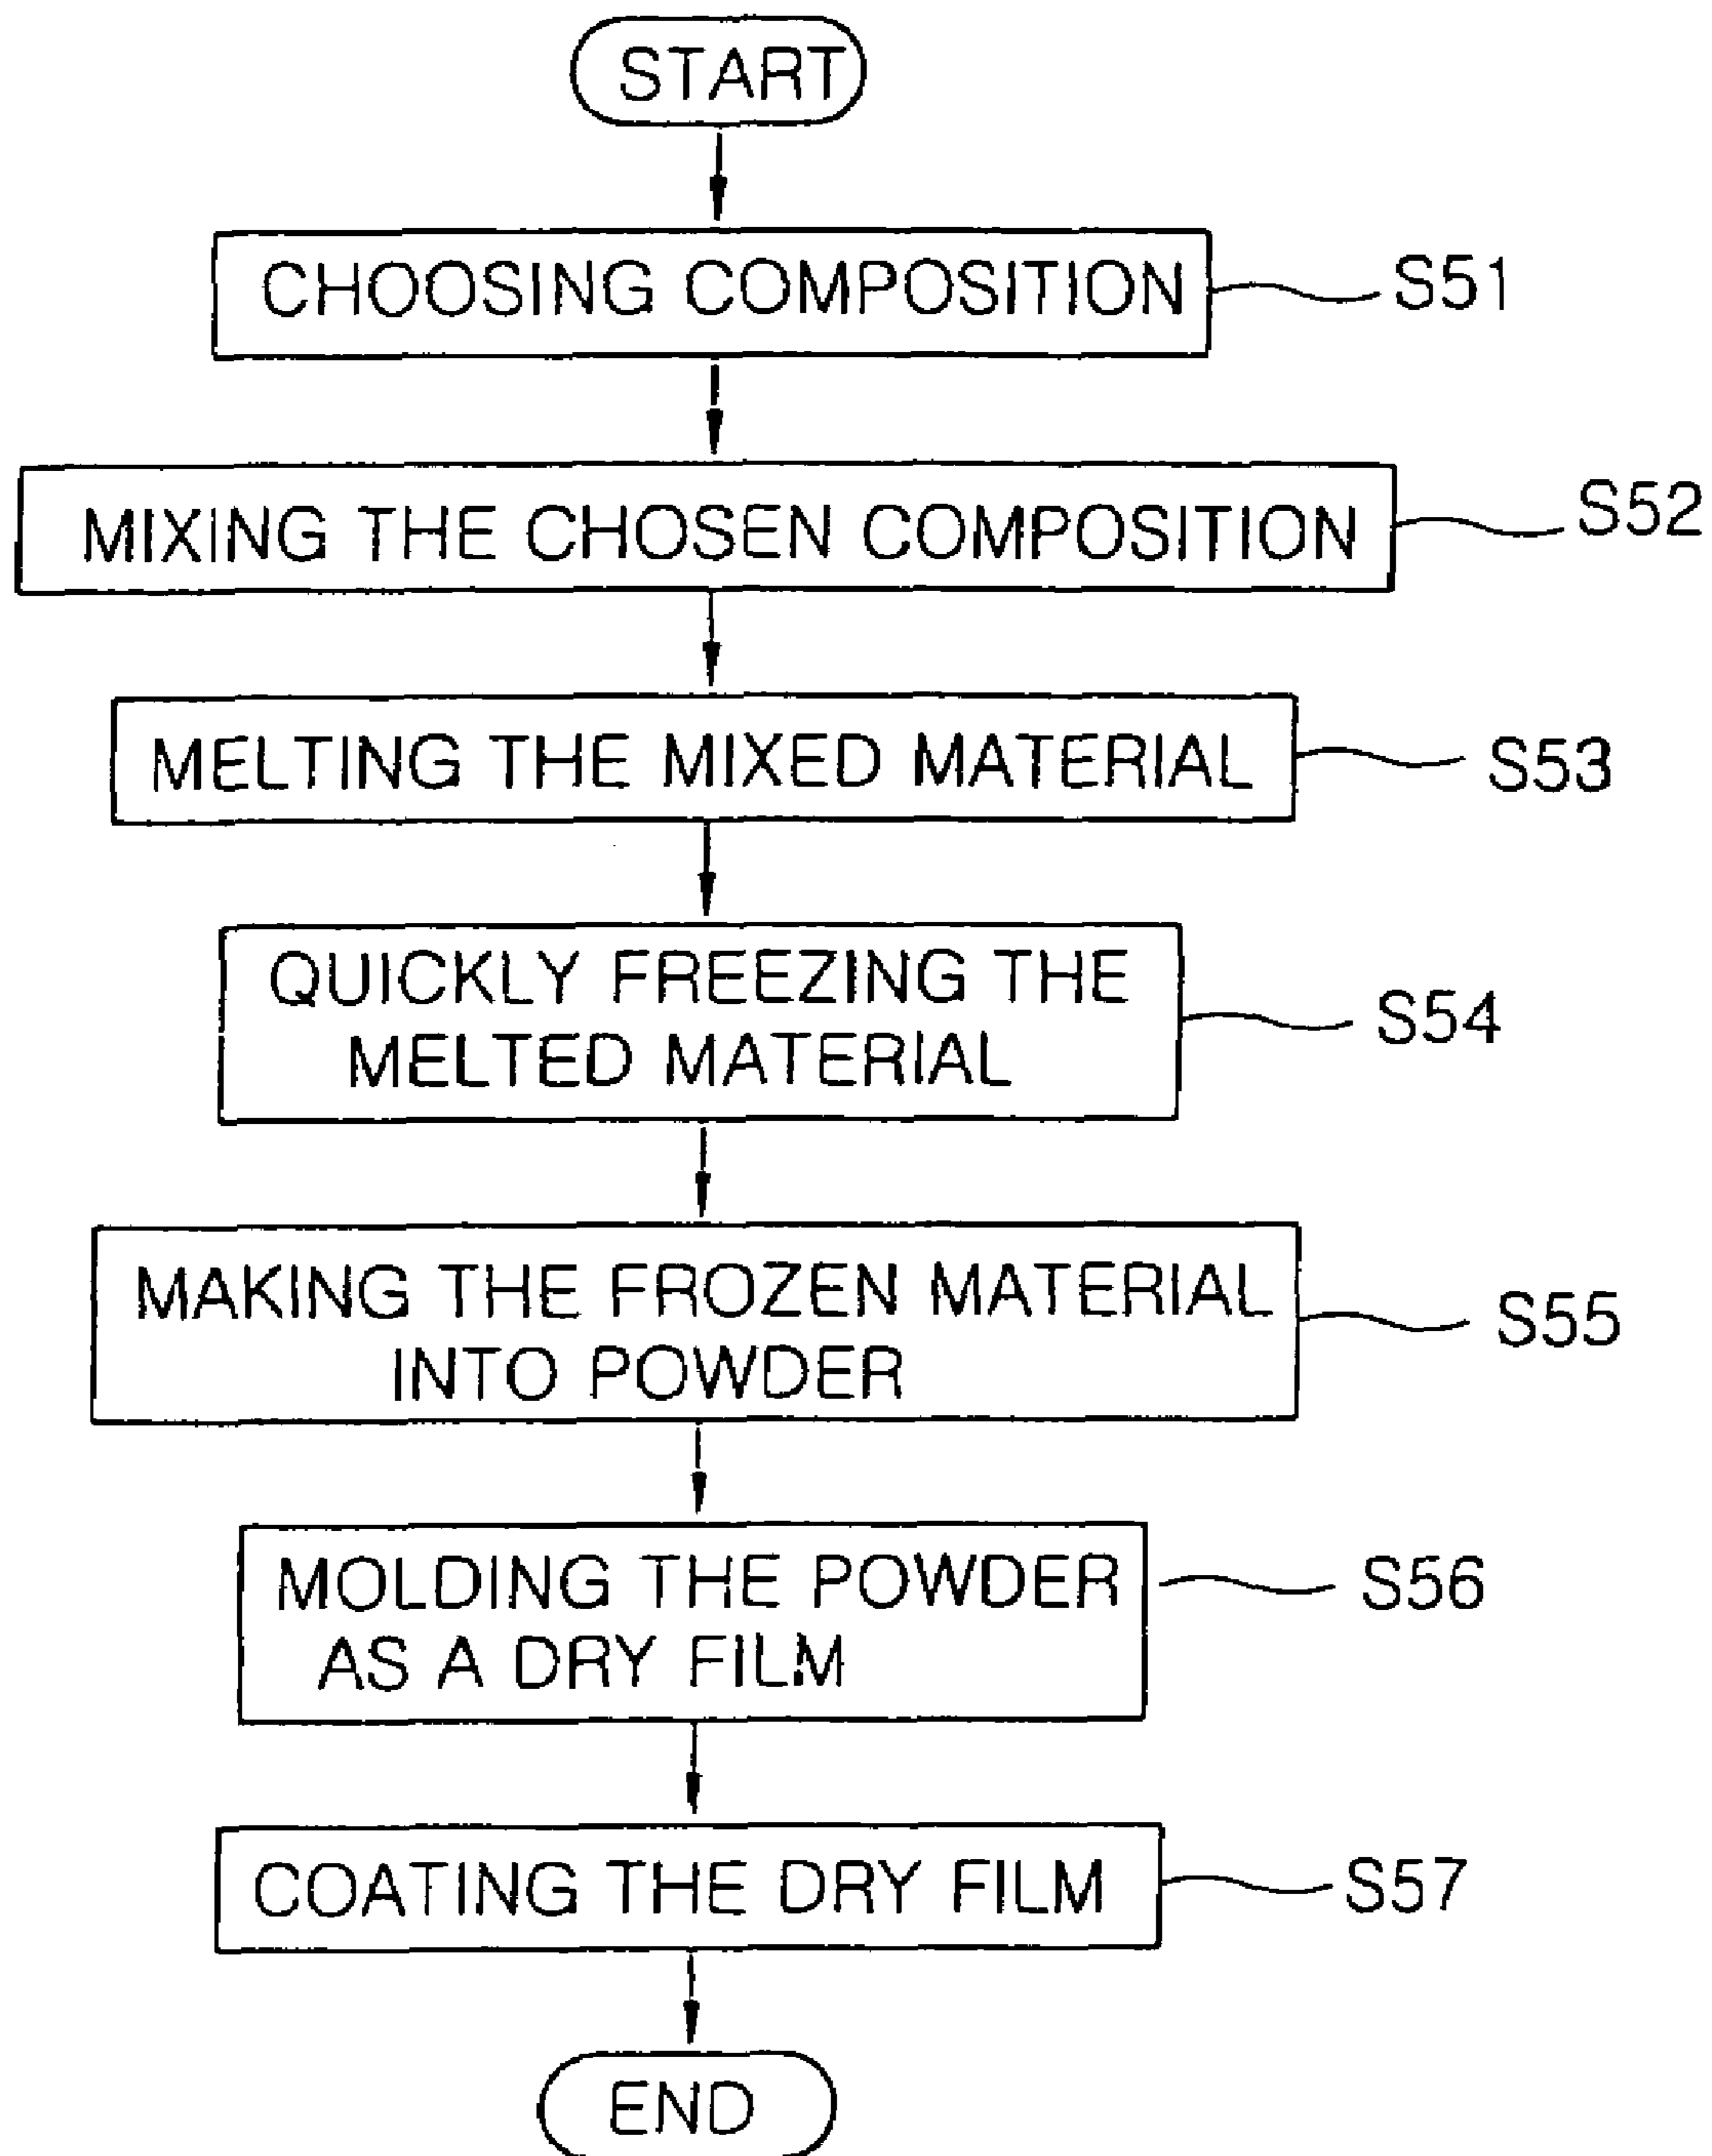 START
CHOOSING COMPOSITION
S51
MIXING THE CHOSEN COMPOSITION
S52
MELTING THE MIXED MATERIAL
S53
QUICKLY FREEZING THE
MELTED MATERIAL
S54
MAKING THE FROZEN MATERIAL
INTO POWDER
S55
MOLDING THE POWDER
AS A DRY FILM
S56
COATING THE DRY FILM
S57
END